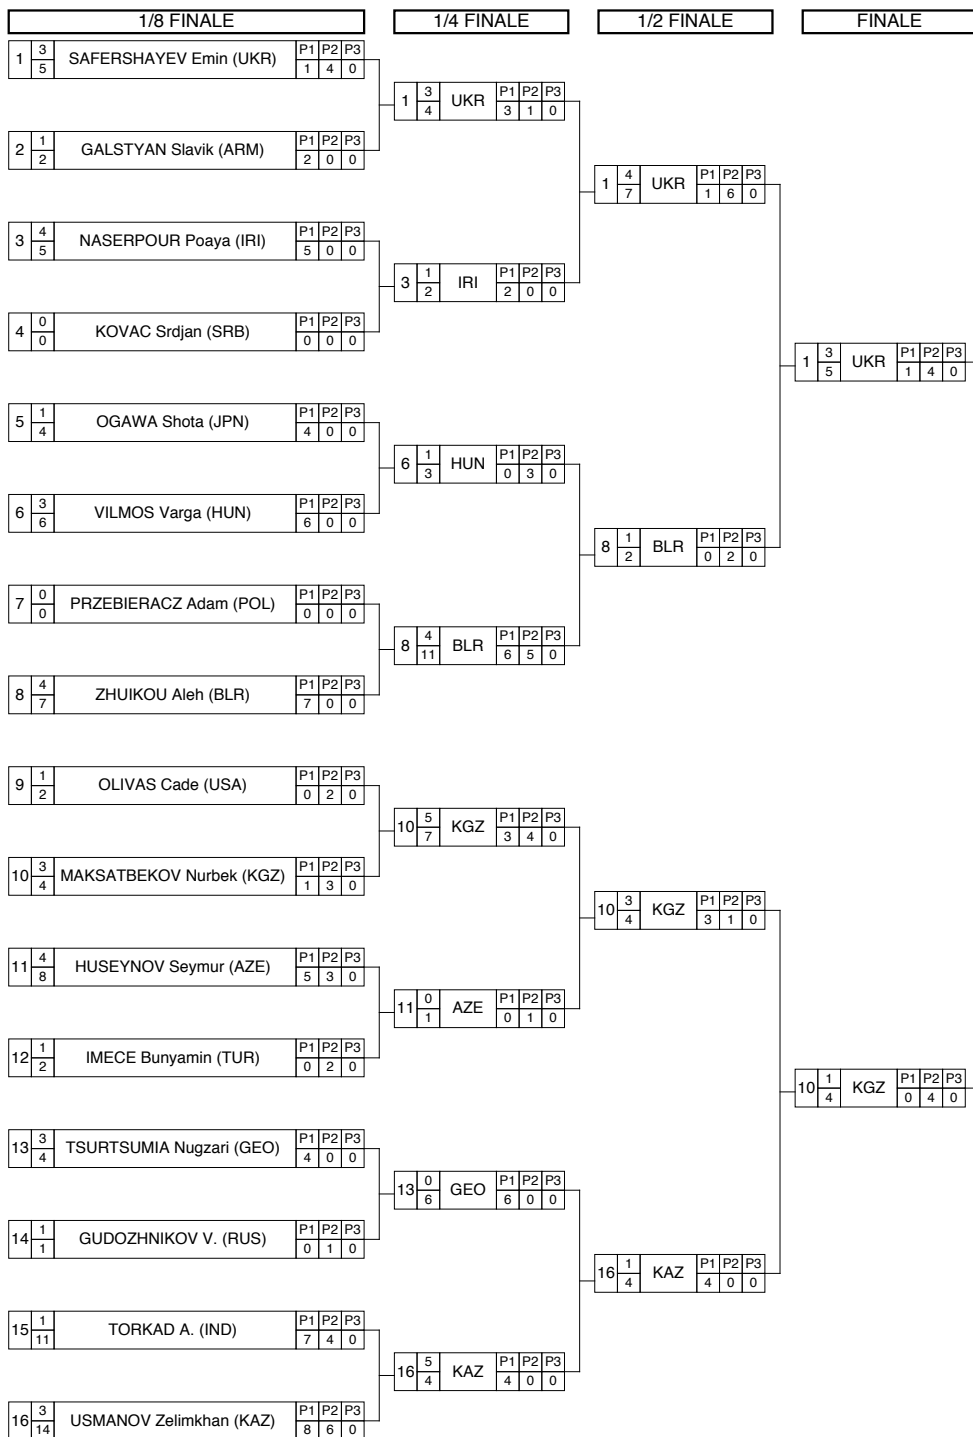 1/8 FINALE 1/4 FINALE 1/2 FINALE FINALE
1 3 5 SAFERSHAYEV Emin (UKR) P1 P2 P3 1 4 0
1 3 4 UKR P1 P2 P3 3 1 0
2 1 2 GALSTYAN Slavik (ARM) P1 P2 P3 2 0 0
1 4 7 UKR P1 P2 P3 1 6 0
3 4 5 NASERPOUR Poaya (IRI) P1 P2 P3 5 0 0
3 1 2 IRI P1 P2 P3 2 0 0
4 0 0 KOVAC Srdjan (SRB) P1 P2 P3 0 0 0
1 3 5 UKR P1 P2 P3 1 4 0
5 1 4 OGAWA Shota (JPN) P1 P2 P3 4 0 0
6 1 3 HUN P1 P2 P3 0 3 0
6 3 6 VILMOS Varga (HUN) P1 P2 P3 6 0 0
8 1 2 BLR P1 P2 P3 0 2 0
7 0 0 PRZEBIERACZ Adam (POL) P1 P2 P3 0 0 0
8 4 11 BLR P1 P2 P3 6 5 0
8 4 7 ZHUIKOU Aleh (BLR) P1 P2 P3 7 0 0
9 1 2 OLIVAS Cade (USA) P1 P2 P3 0 2 0
10 5 7 KGZ P1 P2 P3 3 4 0
10 3 4 MAKSATBEKOV Nurbek (KGZ) P1 P2 P3 1 3 0
10 3 4 KGZ P1 P2 P3 3 1 0
11 4 8 HUSEYNOV Seymur (AZE) P1 P2 P3 5 3 0
11 0 1 AZE P1 P2 P3 0 1 0
12 1 2 IMECE Bunyamin (TUR) P1 P2 P3 0 2 0
10 1 4 KGZ P1 P2 P3 0 4 0
13 3 4 TSURTSUMIA Nugzari (GEO) P1 P2 P3 4 0 0
13 0 6 GEO P1 P2 P3 6 0 0
14 1 1 GUDOZHNIKOV V. (RUS) P1 P2 P3 0 1 0
16 1 4 KAZ P1 P2 P3 4 0 0
15 1 11 TORKAD A. (IND) P1 P2 P3 7 4 0
16 5 4 KAZ P1 P2 P3 4 0 0
16 3 14 USMANOV Zelimkhan (KAZ) P1 P2 P3 8 6 0